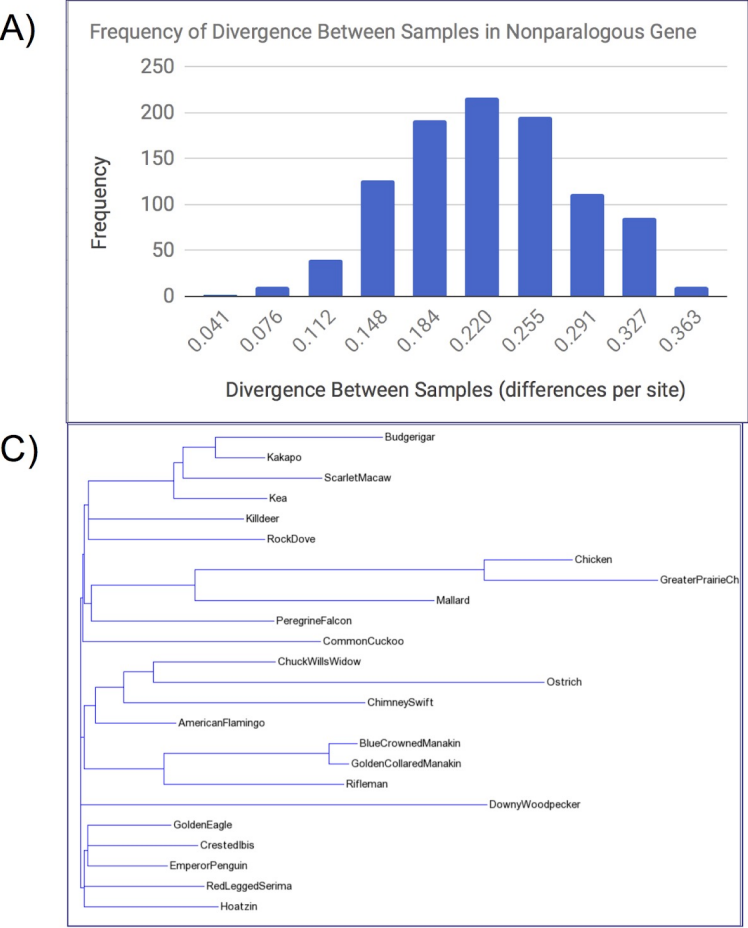 A)
Frequency of Divergence Between Samples in Nonparalogous Gene
250
200
150
100
50
0
Frequency
0.041 0.076 0.112 0.148 0.184 0.220 0.255 0.291 0.327 0.363
Divergence Between Samples (differences per site)
C)
Budgerigar
Kakapo
ScarletMacaw
Kea
Killdeer
RockDove
Chicken
GreaterPrairieCh
Mallard
PeregrineFalcon
CommonCuckoo
ChuckWillsWidow
Ostrich
ChimneySwift
AmericanFlamingo
BlueCrownedManakin
GoldenCollaredManakin
Rifleman
DownyWoodpecker
GoldenEagle
CrestedIbis
EmperorPenguin
RedLeggedSerima
Hoatzin